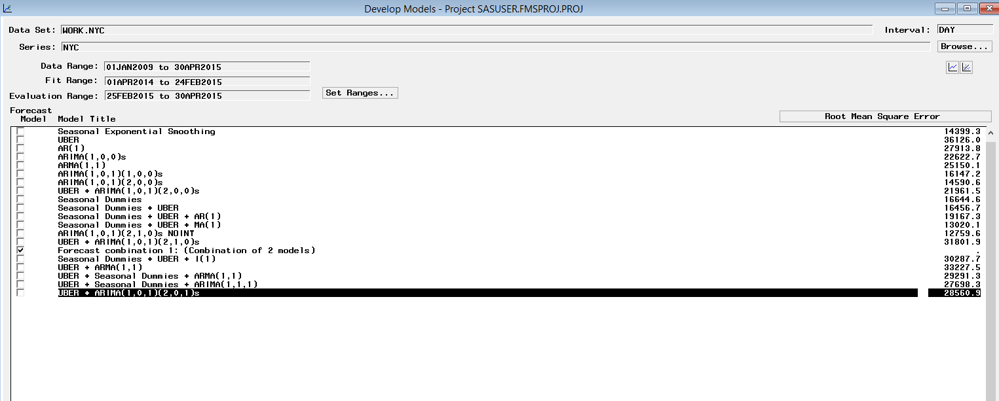 Develop Models - Project SASUSER.FMSPROJ.PROJ
Data Set: WORK.NYC Interval: DAY
Series: NYC Browse...
Data Range: 01JAN2009 to 30APR2015
Fit Range: 01APR2014 to 24FEB2015
Evaluation Range: 25FEB2015 to 30APR2015 Set Ranges...
Forecast
Model Model Title Root Mean Square Error
Seasonal Exponential Smoothing 14399.3
UBER 36126.0
AR(1) 27913.8
ARIMA(1,0,0)s 22622.7
ARMA(1,1) 25150.1
ARIMA(1,0,1)(1,0,0)s 16147.2
ARIMA(1,0,1)(2,0,0)s 14590.6
UBER + ARIMA(1,0,1)(2,0,0)s 21961.5
Seasonal Dummies 16644.6
Seasonal Dummies + UBER 16456.7
Seasonal Dummies + UBER + AR(1) 19167.3
Seasonal Dummies + UBER + MA(1) 13020.1
ARIMA(1,0,1)(2,1,0)s NOINT 12759.6
UBER + ARIMA(1,0,1)(2,1,0)s 31801.9
Forecast combination 1: (Combination of 2 models) .
Seasonal Dummies + UBER + I(1) 30287.7
UBER + ARMA(1,1) 33227.5
UBER + Seasonal Dummies + ARMA(1,1) 29291.3
UBER + Seasonal Dummies + ARIMA(1,1,1) 27698.3
UBER + ARIMA(1,0,1)(2,0,1)s 28560.9